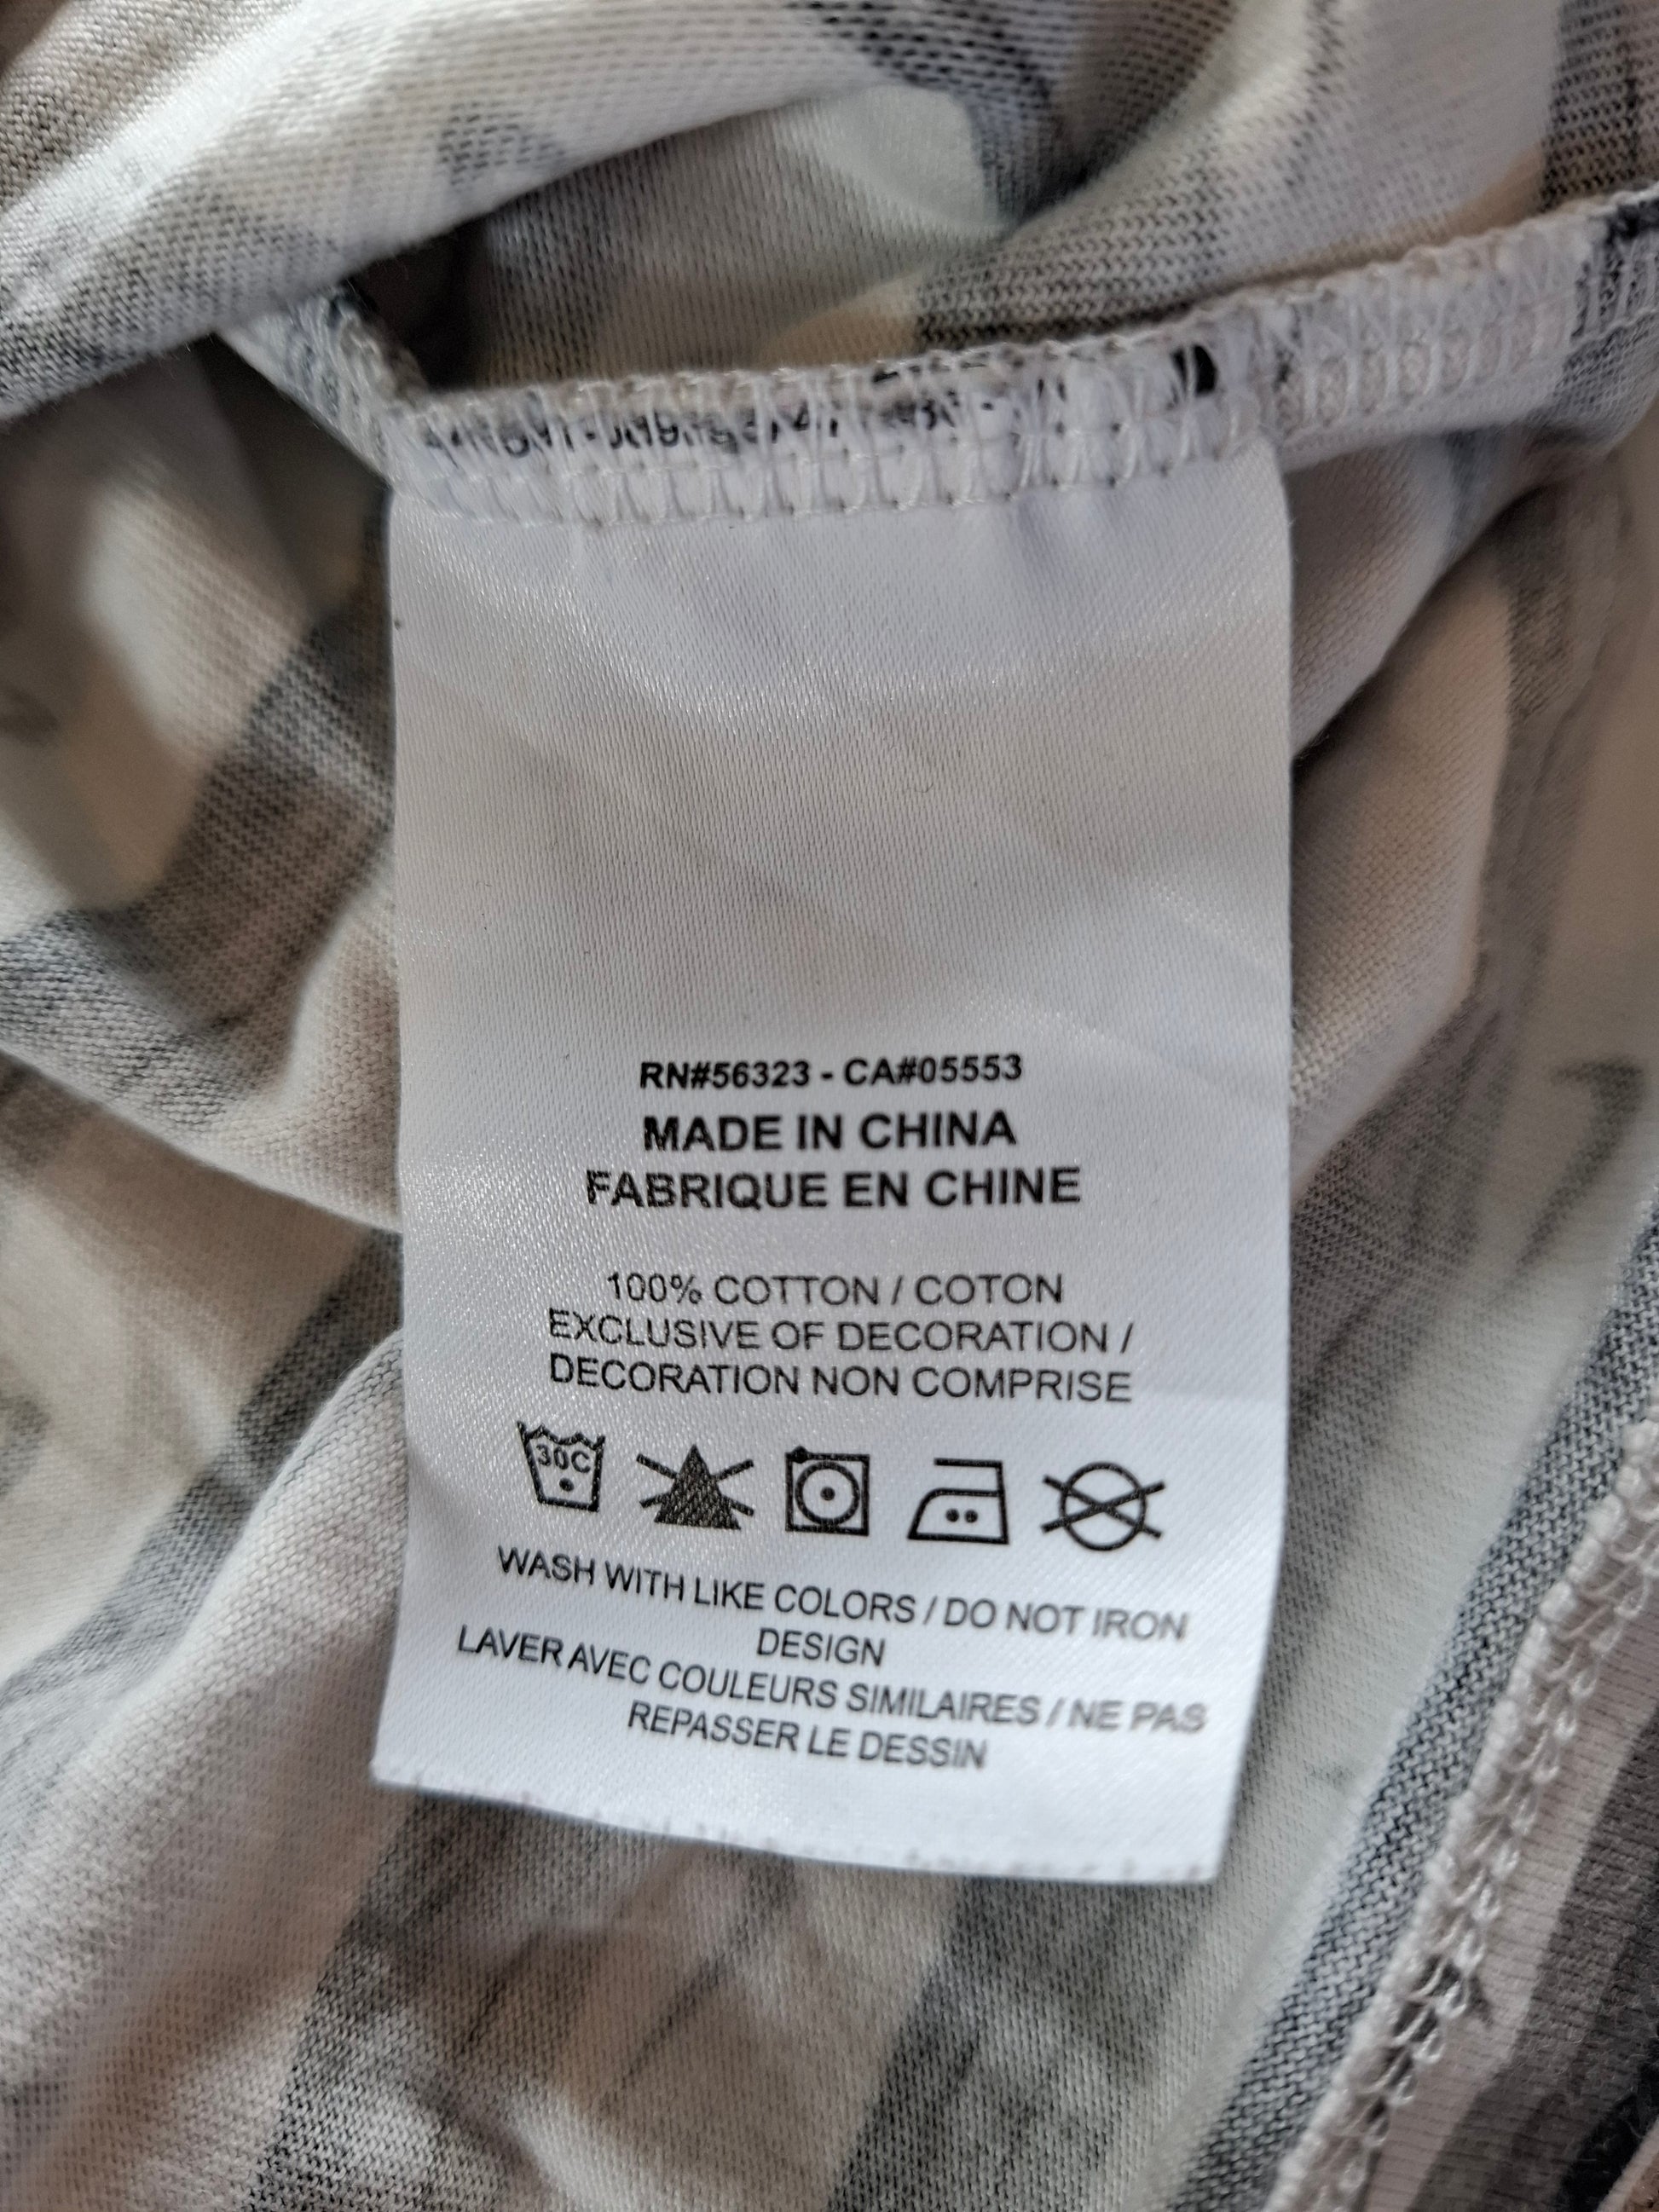 RN#56323 - CA#05553
MADE IN CHINA
FABRIQUE EN CHINE
100% COTTON / COTON
EXCLUSIVE OF DECORATION /
DECORATION NON COMPRISE
30C
WASH WITH LIKE COLORS / DO NOT IRON
DESIGN
LAVER AVEC COULEURS SIMILAIRES / NE PAS
REPASSER LE DESSIN